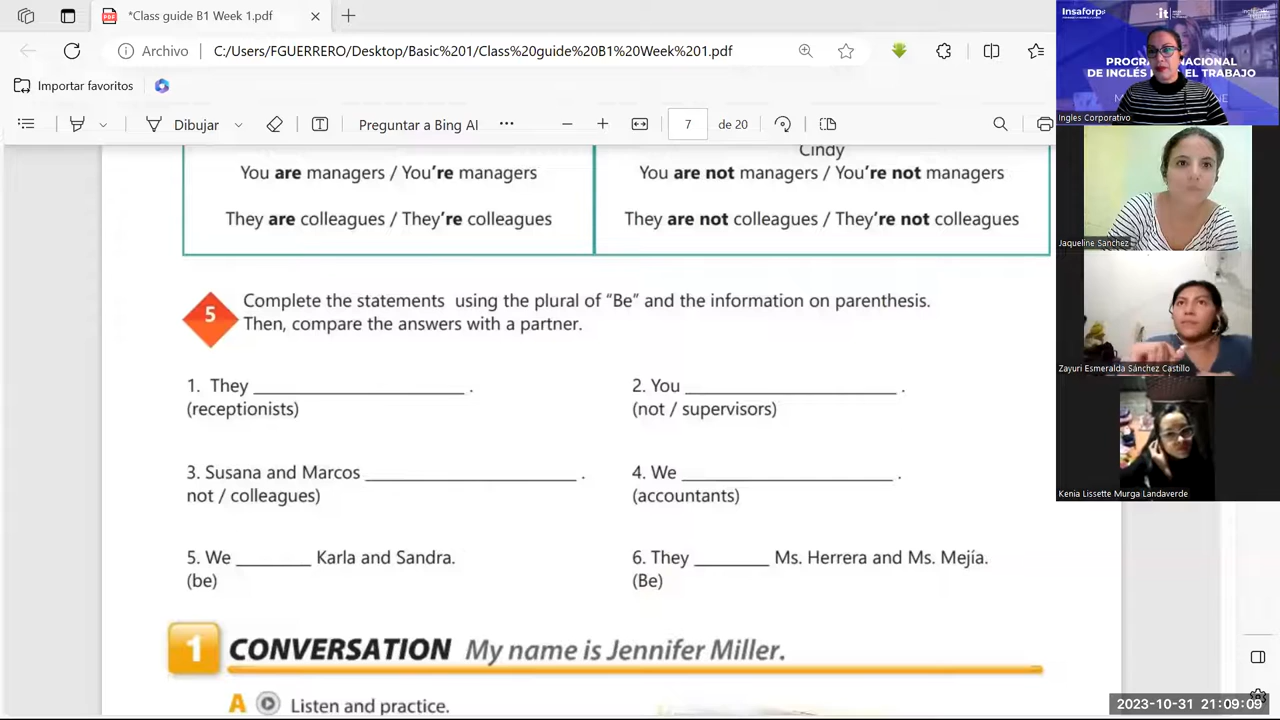 *Class guide B1 Week 1.pdf
Archivo
C:/Users/FGUERRERO/Desktop/Basic%201/Class%20guide%20B1%20Week%201.pdf
Importar favoritos
Dibujar
Preguntar a Bing AI
7
de 20
Cindy
You are managers / You're managers
You are not managers / You're not managers
They are colleagues / They're colleagues
They are not colleagues / They're not colleagues
5
Complete the statements using the plural of “Be” and the information on parenthesis.
Then, compare the answers with a partner.
1. They ______________________ .
(receptionists)
2. You ______________________ .
(not / supervisors)
3. Susana and Marcos ______________________ .
not / colleagues)
4. We ______________________ .
(accountants)
5. We ________ Karla and Sandra.
(be)
6. They ________ Ms. Herrera and Ms. Mejía.
(Be)
1 CONVERSATION My name is Jennifer Miller.
A Listen and practice.
Insaforp
it
Ingles Corporativo
Jaqueline Sanchez
Zayuri Esmeralda Sánchez Castillo
Kenia Lissette Murga Landaverde
2023-10-31 21:09:09